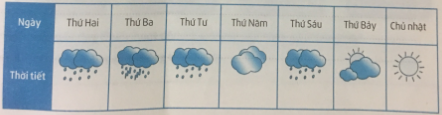 Ngày Thứ Hai Thứ Ba Thứ Tư Thứ Năm Thứ Sáu Thứ Bảy Chủ nhật
Thời tiết